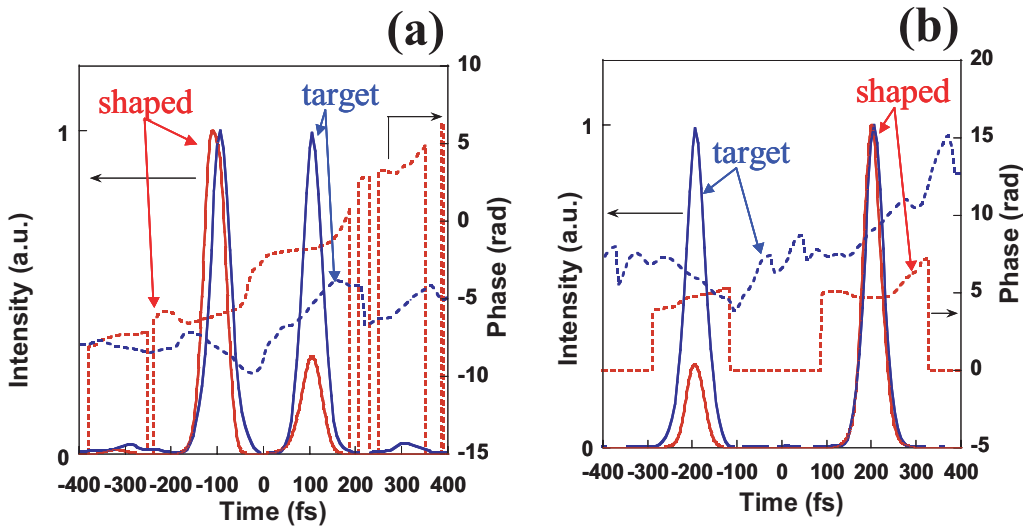 (a)
shaped
target
10
5
0
-5
-10
-15
1
0
Intensity (a.u.)
Phase (rad)
-400 -300 -200 -100 0 100 200 300 400
Time (fs)
(b)
shaped
target
20
15
10
5
0
-5
1
0
Intensity (a.u.)
Phase (rad)
-400 -300 -200 -100 0 100 200 300 400
Time (fs)